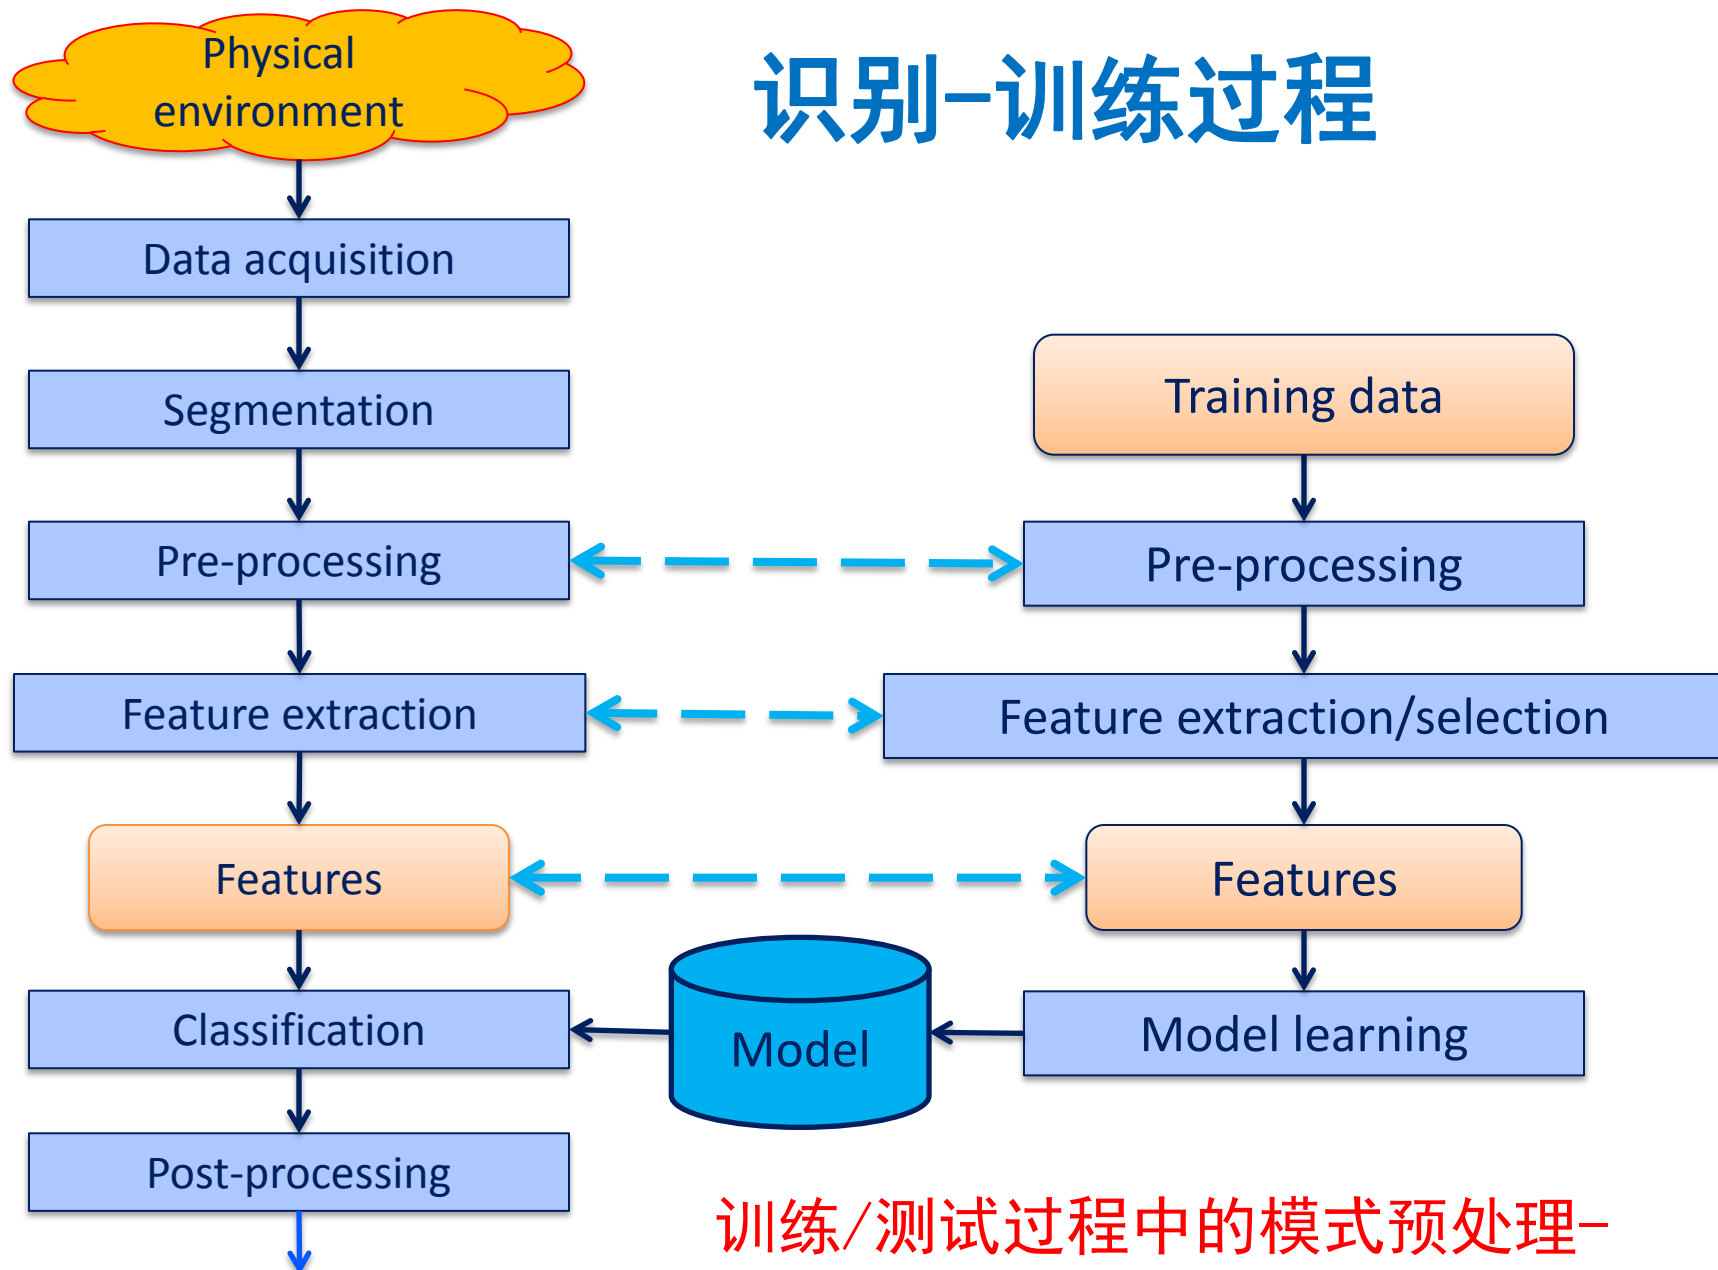 Physical
environment
识别-训练过程
Data acquisition
Segmentation
Training data
Pre-processing
Pre-processing
Feature extraction
Feature extraction/selection
Features
Features
Classification
Model
Model learning
Post-processing
训练/测试过程中的模式预处理-